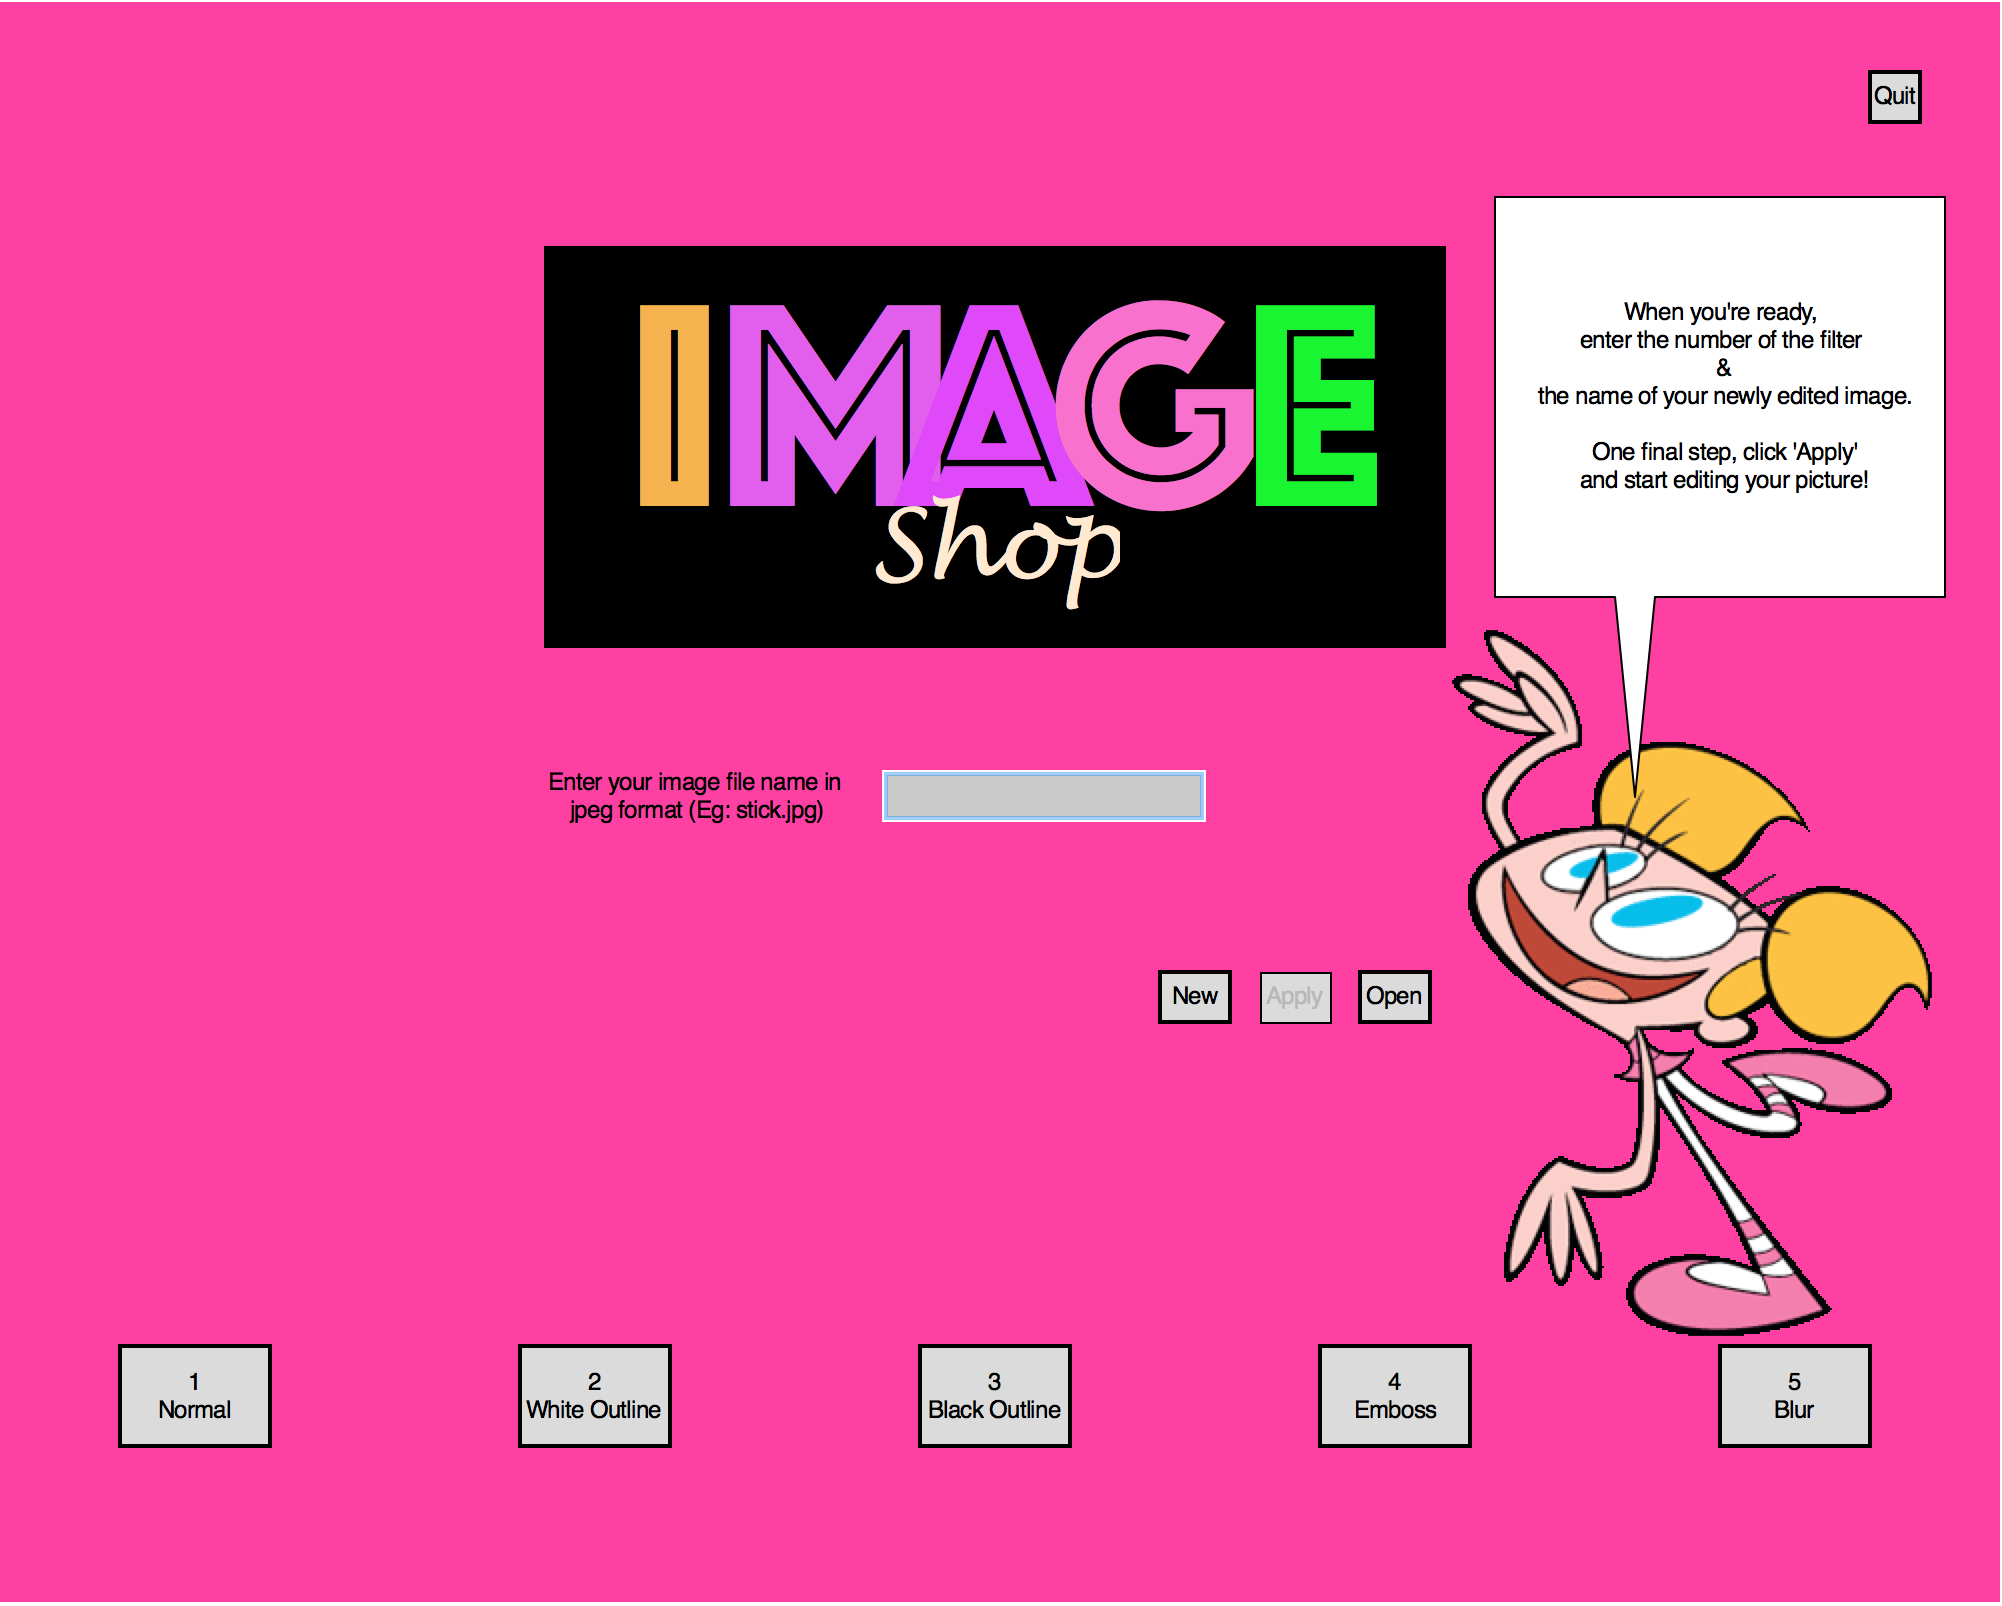 Quit
IMAGE
Shop
When you're ready,
enter the number of the filter
&
the name of your newly edited image.
One final step, click 'Apply'
and start editing your picture!
Enter your image file name in
jpeg format (Eg: stick.jpg)
New
Apply
Open
1
Normal
2
White Outline
3
Black Outline
4
Emboss
5
Blur